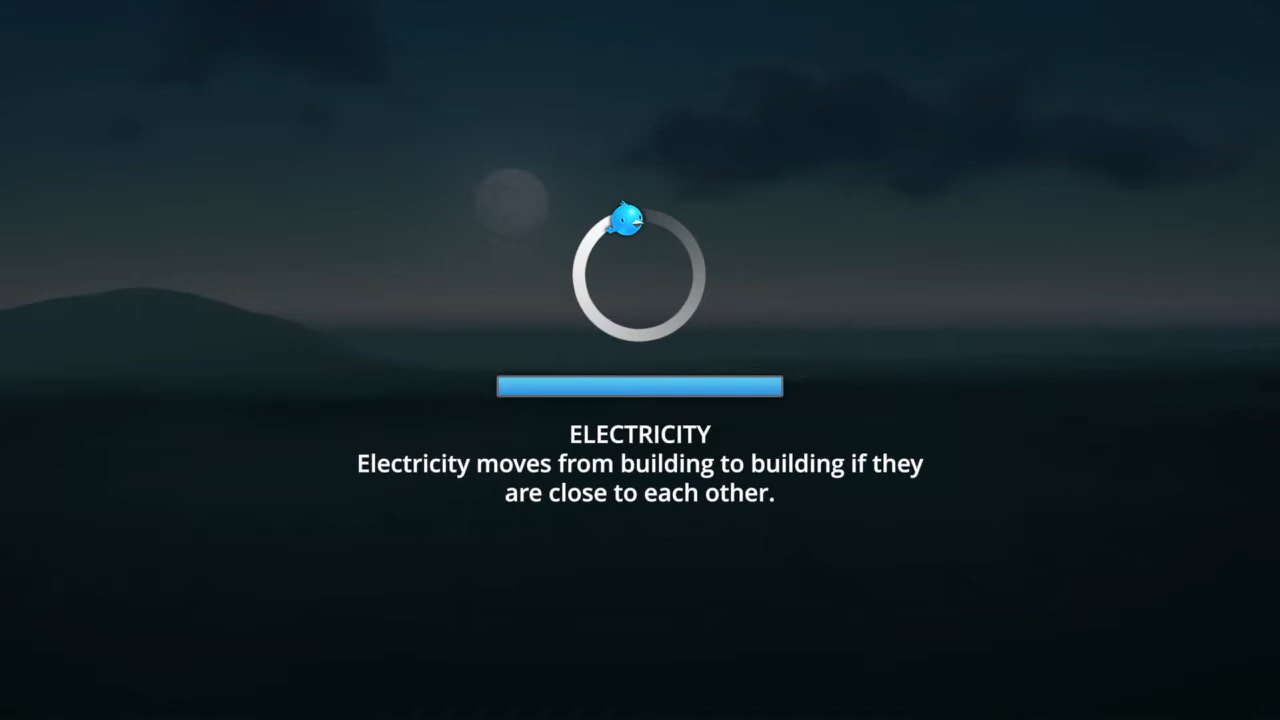 ELECTRICITY
Electricity moves from building to building if they
are close to each other.